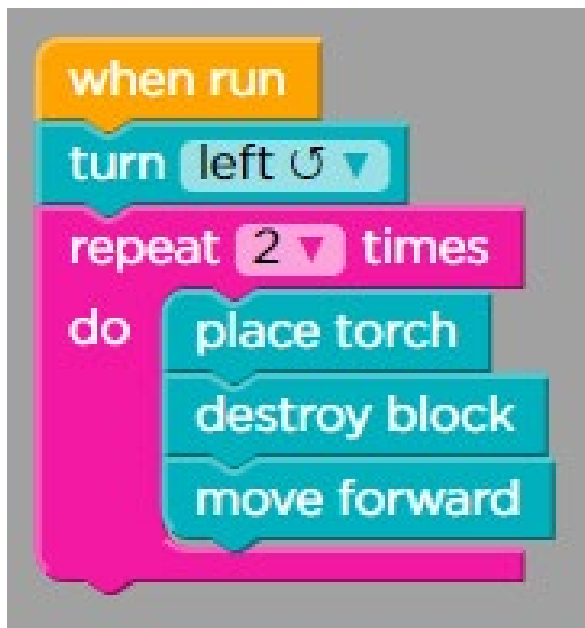 when run
turn left ↺ ▼
repeat 2 ▼ times
do place torch
destroy block
move forward